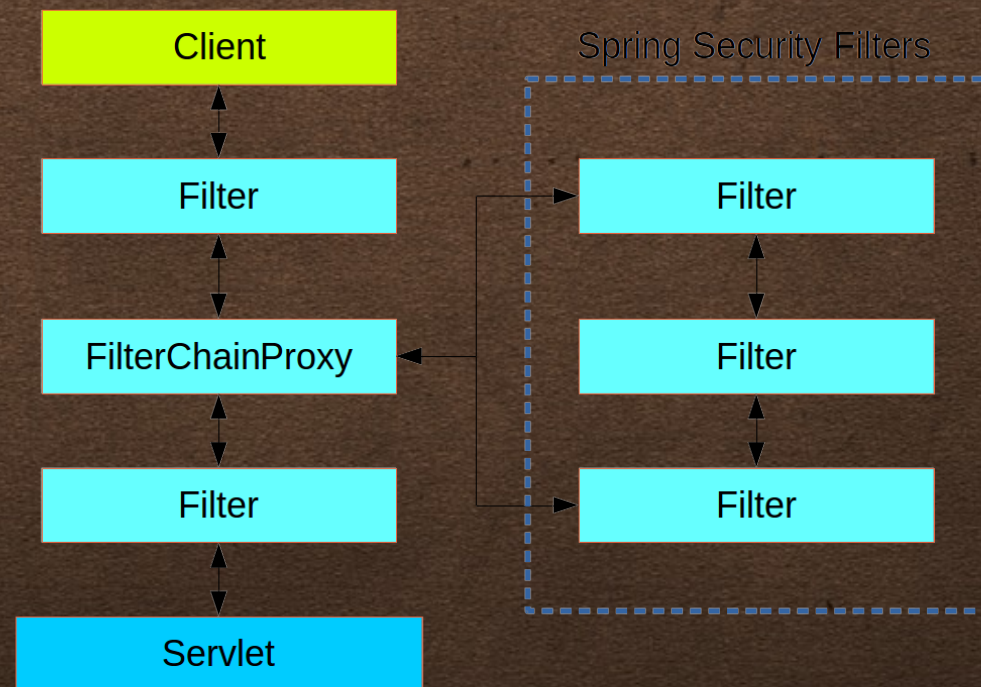 Client
Filter
FilterChainProxy
Filter
Servlet
Spring Security Filters
Filter
Filter
Filter